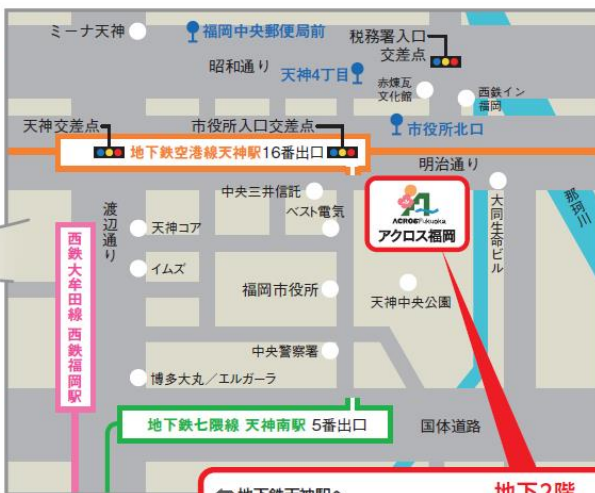 ミーナ天神
福岡中央郵便局前
税務署入口
交差点
昭和通り
天神4丁目
赤煉瓦
文化館
西鉄イン
福岡
天神交差点
市役所入口交差点
市役所北口
地下鉄空港線天神駅16番出口
明治通り
中央三井信託
ベスト電気
ACROS Fukuoka
アクロス福岡
大同生命ビル
那珂川
渡辺通り
天神コア
イムズ
西鉄大牟田線 西鉄福岡駅
福岡市役所
天神中央公園
中央警察署
博多大丸/エルガーラ
地下鉄七隈線 天神南駅 5番出口
国体道路
地下2階